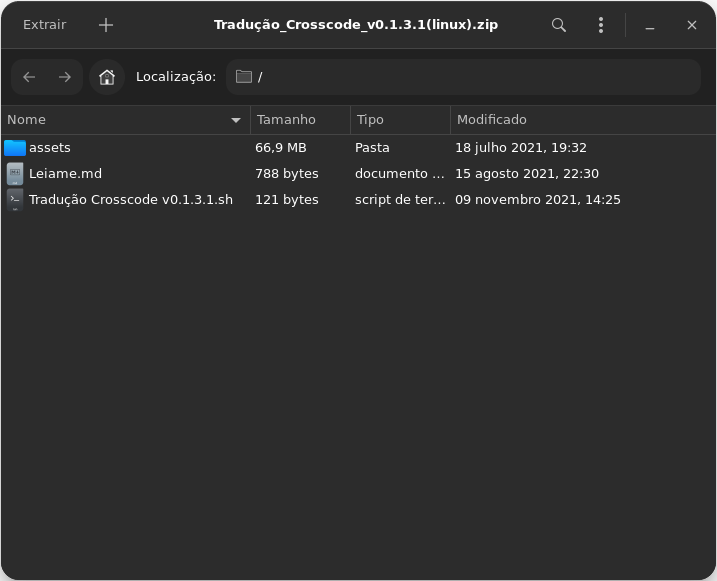 Extrair Tradução_Crosscode_v0.1.3.1(linux).zip
Localização: /
Nome Tamanho Tipo Modificado
assets 66,9 MB Pasta 18 julho 2021, 19:32
Leiame.md 788 bytes documento ... 15 agosto 2021, 22:30
Tradução Crosscode v0.1.3.1.sh 121 bytes script de ter... 09 novembro 2021, 14:25